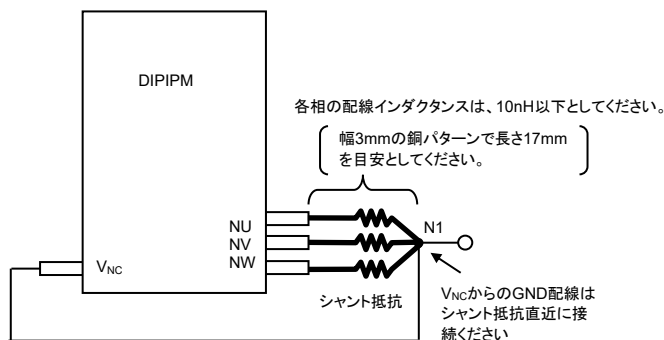 DIPIPM
各相の配線インダクタンスは、10nH以下としてください。
幅3mmの銅パターンで長さ17mm
を目安としてください。
NU
NV
NW
N1
VNC
シャント抵抗
VNCからのGND配線は
シャント抵抗直近に接
続ください